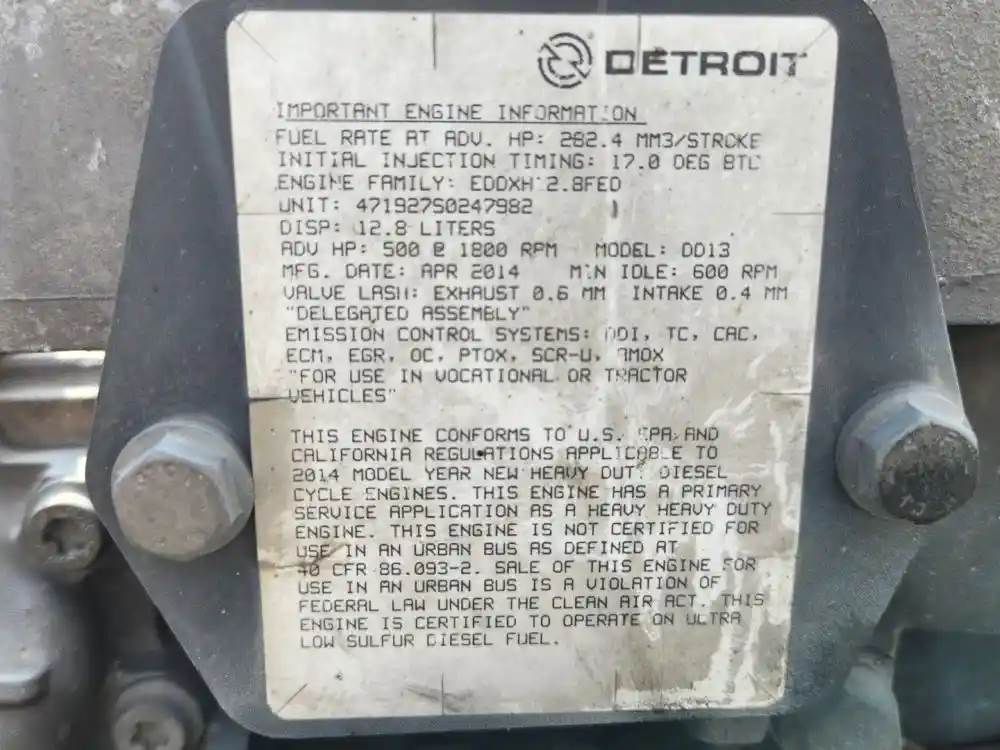 DETROIT
IMPORTANT ENGINE INFORMATION
FUEL RATE AT ADV. HP: 282.4 MM3/STROKE
INITIAL INJECTION TIMING: 17.0 DEG BTC
ENGINE FAMILY:
UNIT: 471927S0247982
DISP: 12.8 LITERS
ADV HP: 500 @ 1800 RPM MODEL: DD13
MFG. DATE: APR 2014 MIN IDLE: 600 RPM
VALVE LASH: EXHAUST 0.6 MM INTAKE 0.4 MM
"DELEGATED ASSEMBLY"
EMISSION CONTROL SYSTEMS: DDI, TC, CAC,
ECM, EGR, OC, PTOX, SCR-U,
"FOR USE IN VOCATIONAL OR TRACTOR
VEHICLES"
THIS ENGINE CONFORMS TO U.S. EPA AND
CALIFORNIA REGULATIONS APPLICABLE TO
2014 MODEL YEAR NEW HEAVY DUTY DIESEL
CYCLE ENGINES. THIS ENGINE HAS A PRIMARY
SERVICE APPLICATION AS A HEAVY HEAVY DUTY
ENGINE. THIS ENGINE IS NOT CERTIFIED FOR
USE IN AN URBAN BUS AS DEFINED AT
40 CFR 86.093-2. SALE OF THIS ENGINE FOR
USE IN AN URBAN BUS IS A VIOLATION OF
FEDERAL LAW UNDER THE CLEAN AIR ACT. THIS
ENGINE IS CERTIFIED TO OPERATE ON ULTRA
LOW SULFUR DIESEL FUEL.